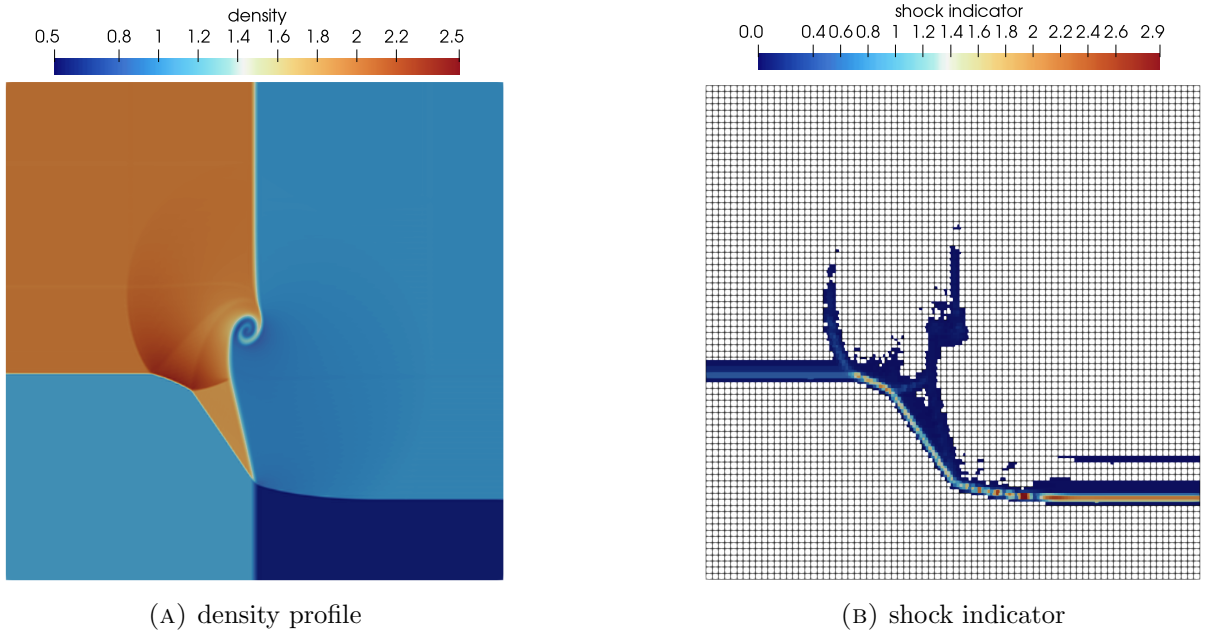 density
0.5 0.8 1 1.2 1.4 1.6 1.8 2 2.2 2.5
shock indicator
0.0 0.4 0.6 0.8 1 1.2 1.4 1.6 1.8 2 2.2 2.4 2.6 2.9
(A) density profile
(B) shock indicator